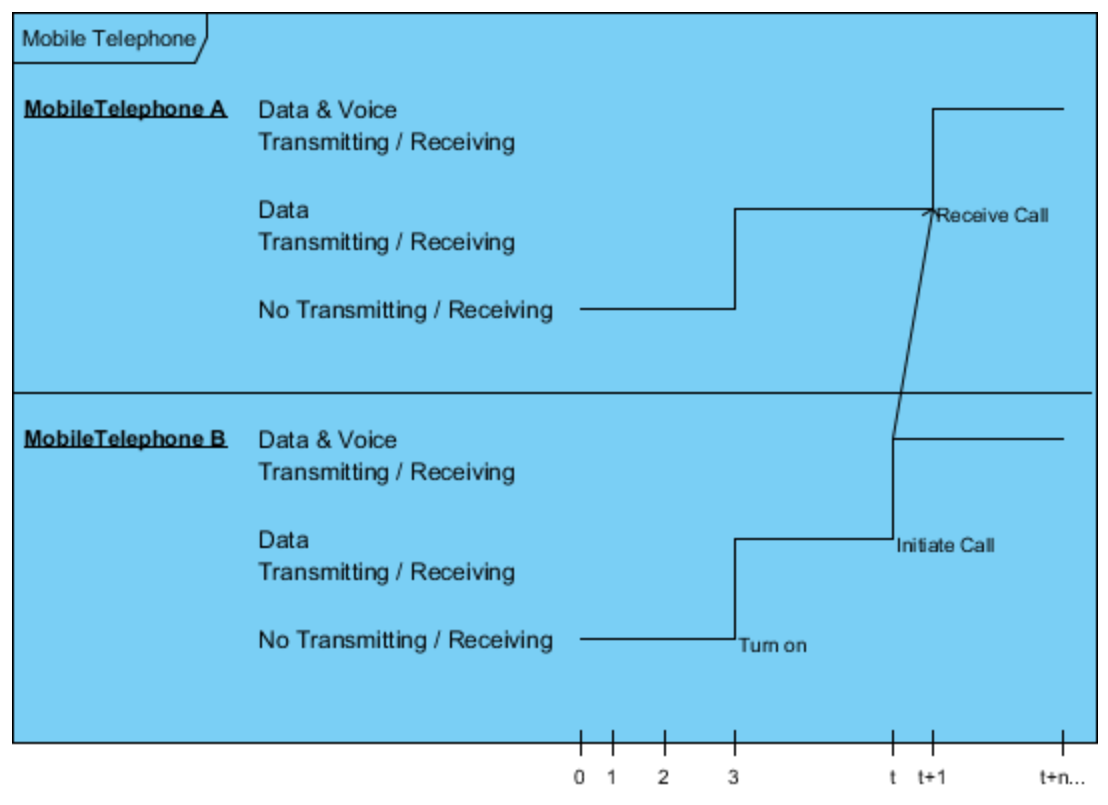 Mobile Telephone
MobileTelephone A
Data & Voice
Transmitting / Receiving
Data
Transmitting / Receiving
Receive Call
No Transmitting / Receiving
MobileTelephone B
Data & Voice
Transmitting / Receiving
Data
Transmitting / Receiving
Initiate Call
No Transmitting / Receiving
Turn on
0 1 2 3 t t+1 t+n...